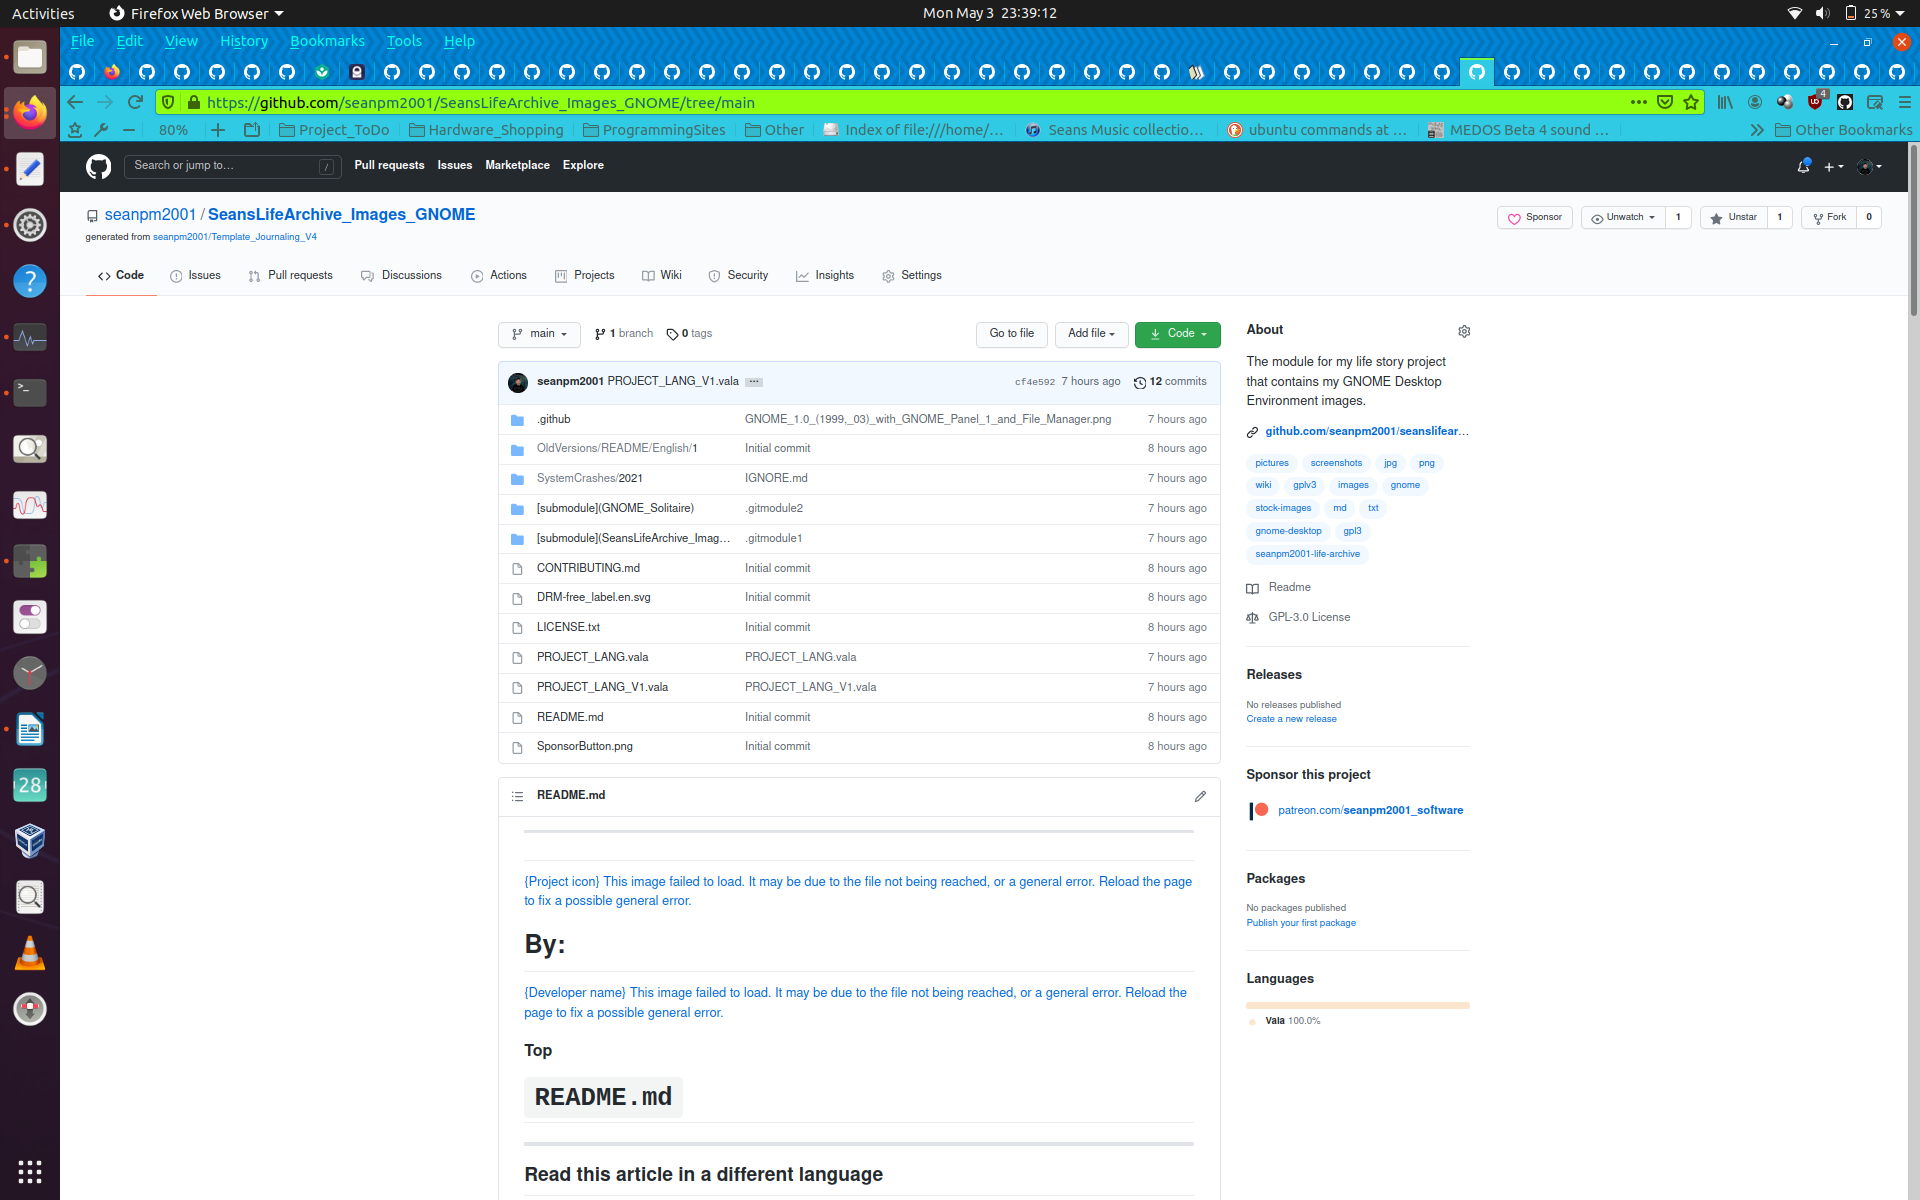 Activities Firefox Web Browser Mon May 3 23:39:12 25 %
File Edit View History Bookmarks Tools Help
https://github.com/seanpm2001/SeansLifeArchive_Images_GNOME/tree/main 4
80% Project_ToDo Hardware_Shopping ProgrammingSites Other Index of file:///home/... Seans Music collectio... ubuntu commands at ... MEDOS Beta 4 sound ... Other Bookmarks
Search or jump to... / Pull requests Issues Marketplace Explore
seanpm2001 / SeansLifeArchive_Images_GNOME Sponsor Unwatch 1 Unstar 1 Fork 0
generated from seanpm2001/Template_Journaling_V4
Code Issues Pull requests Discussions Actions Projects Wiki Security Insights Settings
main 1 branch 0 tags Go to file Add file Code
seanpm2001 PROJECT_LANG_V1.vala ... cf4e592 7 hours ago 12 commits
.github GNOME_1.0_(1999,_03)_with_GNOME_Panel_1_and_File_Manager.png 7 hours ago
OldVersions/README/English/1 Initial commit 8 hours ago
SystemCrashes/2021 IGNORE.md 7 hours ago
[submodule](GNOME_Solitaire) .gitmodule2 7 hours ago
[submodule](SeansLifeArchive_Imag... .gitmodule1 7 hours ago
CONTRIBUTING.md Initial commit 8 hours ago
DRM-free_label.en.svg Initial commit 8 hours ago
LICENSE.txt Initial commit 8 hours ago
PROJECT_LANG.vala PROJECT_LANG.vala 7 hours ago
PROJECT_LANG_V1.vala PROJECT_LANG_V1.vala 7 hours ago
README.md Initial commit 8 hours ago
SponsorButton.png Initial commit 8 hours ago
README.md
{Project icon} This image failed to load. It may be due to the file not being reached, or a general error. Reload the page
to fix a possible general error.
By:
{Developer name} This image failed to load. It may be due to the file not being reached, or a general error. Reload the
page to fix a possible general error.
Top
README.md
Read this article in a different language
About
The module for my life story project
that contains my GNOME Desktop
Environment images.
github.com/seanpm2001/seanslifear...
pictures screenshots jpg png
wiki gplv3 images gnome
stock-images md txt
gnome-desktop gpl3
seanpm2001-life-archive
Readme
GPL-3.0 License
Releases
No releases published
Create a new release
Sponsor this project
patreon.com/seanpm2001_software
Packages
No packages published
Publish your first package
Languages
Vala 100.0%
28